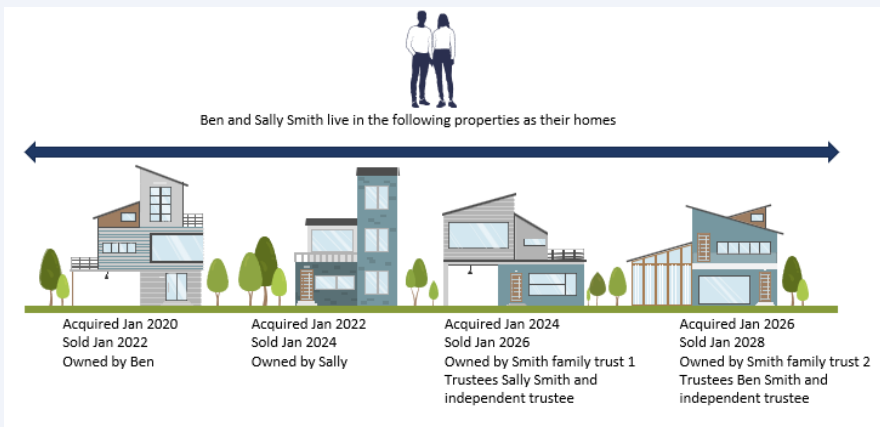 Ben and Sally Smith live in the following properties as their homes
Acquired Jan 2020
Sold Jan 2022
Owned by Ben
Acquired Jan 2022
Sold Jan 2024
Owned by Sally
Acquired Jan 2024
Sold Jan 2026
Owned by Smith family trust 1
Trustees Sally Smith and
independent trustee
Acquired Jan 2026
Sold Jan 2028
Owned by Smith family trust 2
Trustees Ben Smith and
independent trustee